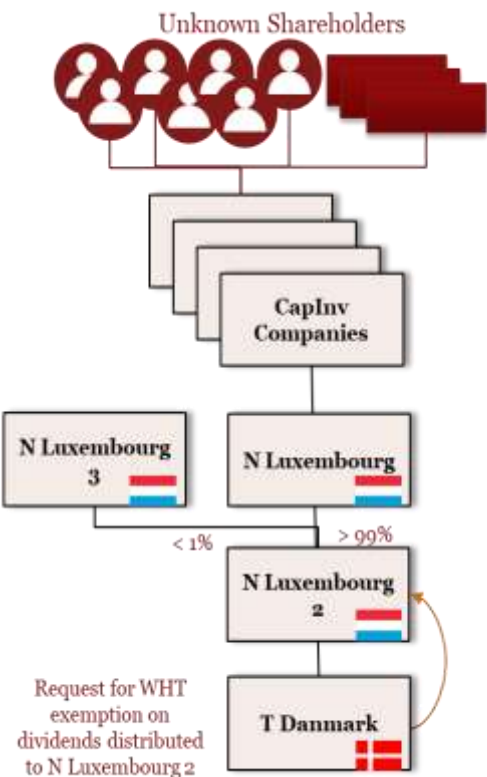 Unknown Shareholders
CapInv
Companies
N Luxembourg
3
N Luxembourg
< 1%
> 99%
N Luxembourg
2
Request for WHT
exemption on
dividends distributed
to N Luxembourg 2
T Danmark